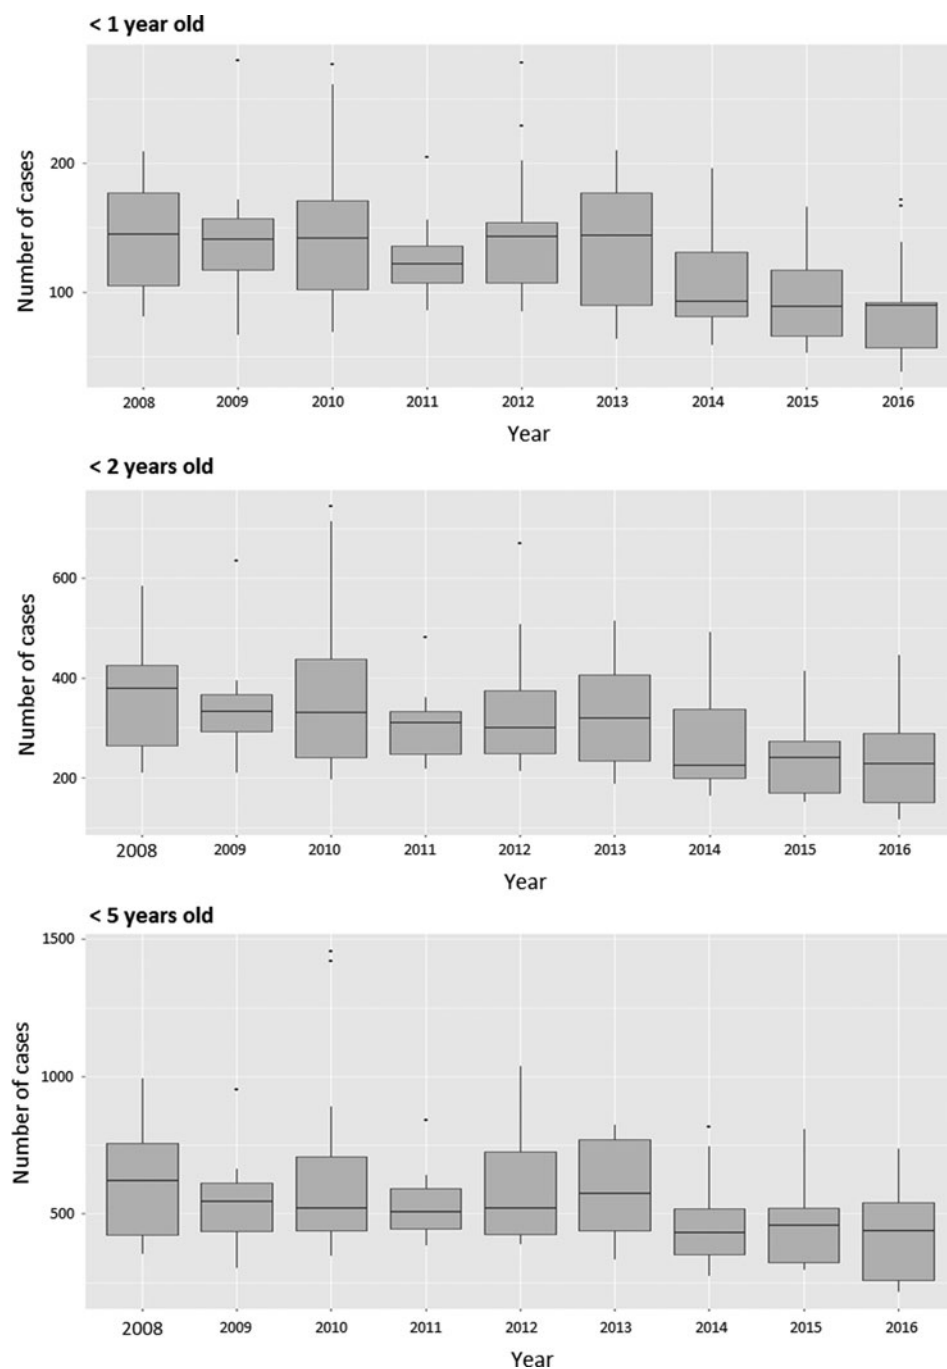 < 1 year old
Number of cases
200
100
2008 2009 2010 2011 2012 2013 2014 2015 2016
Year
< 2 years old
Number of cases
600
400
200
2008 2009 2010 2011 2012 2013 2014 2015 2016
Year
< 5 years old
Number of cases
1500
1000
500
2008 2009 2010 2011 2012 2013 2014 2015 2016
Year